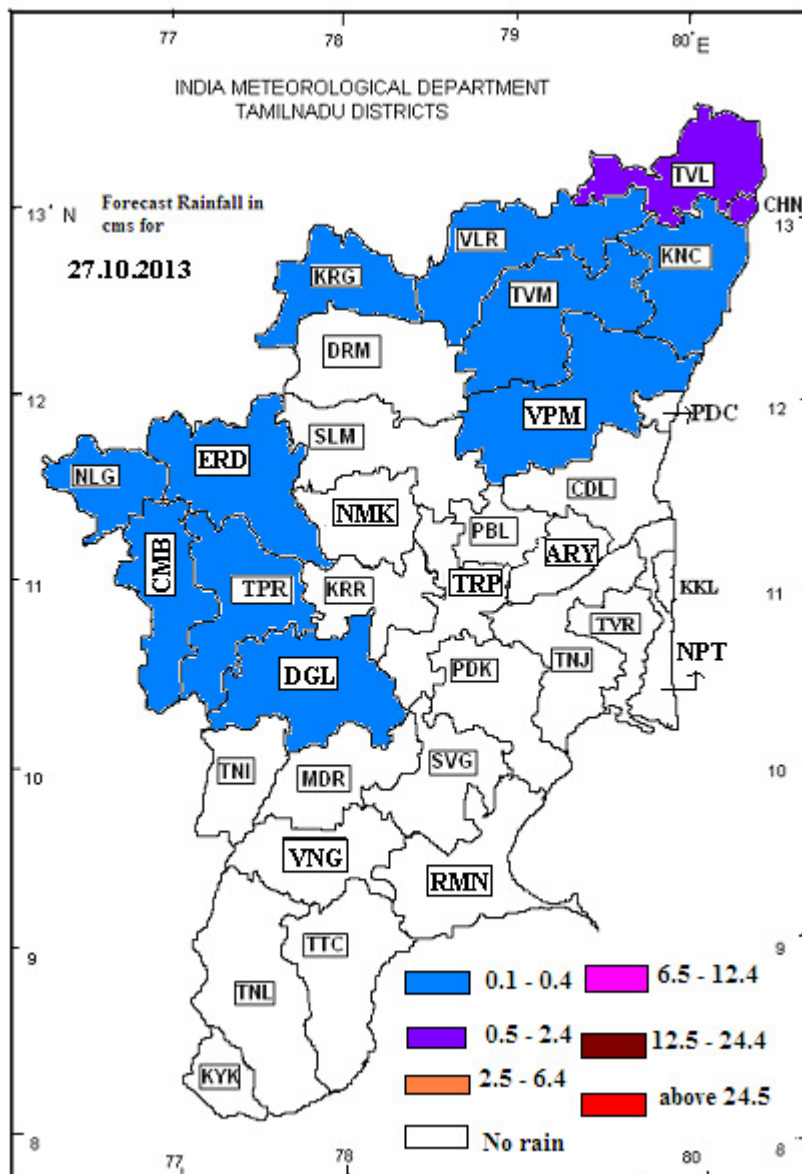 77 78 79 80° E
INDIA METEOROLOGICAL DEPARTMENT
TAMILNADU DISTRICTS
TVL
13° N
Forecast Rainfall in
cms for
CHN
13
VLR
KNC
27.10.2013
KRG
TVM
DRM
12
12
VPM
PDC
SLM
ERD
NLG
CDL
NMK
PBL
ARY
CMB
11
TPR
KRR
TRP
KKL
11
TVR
NPT
DGL
PDK
TNJ
10
TNI
MDR
SVG
10
VNG
RMN
9
TTC
9
0.1 - 0.4
6.5 - 12.4
TNL
0.5 - 2.4
12.5 - 24.4
KYK
2.5 - 6.4
above 24.5
No rain
8
8
77 78 80